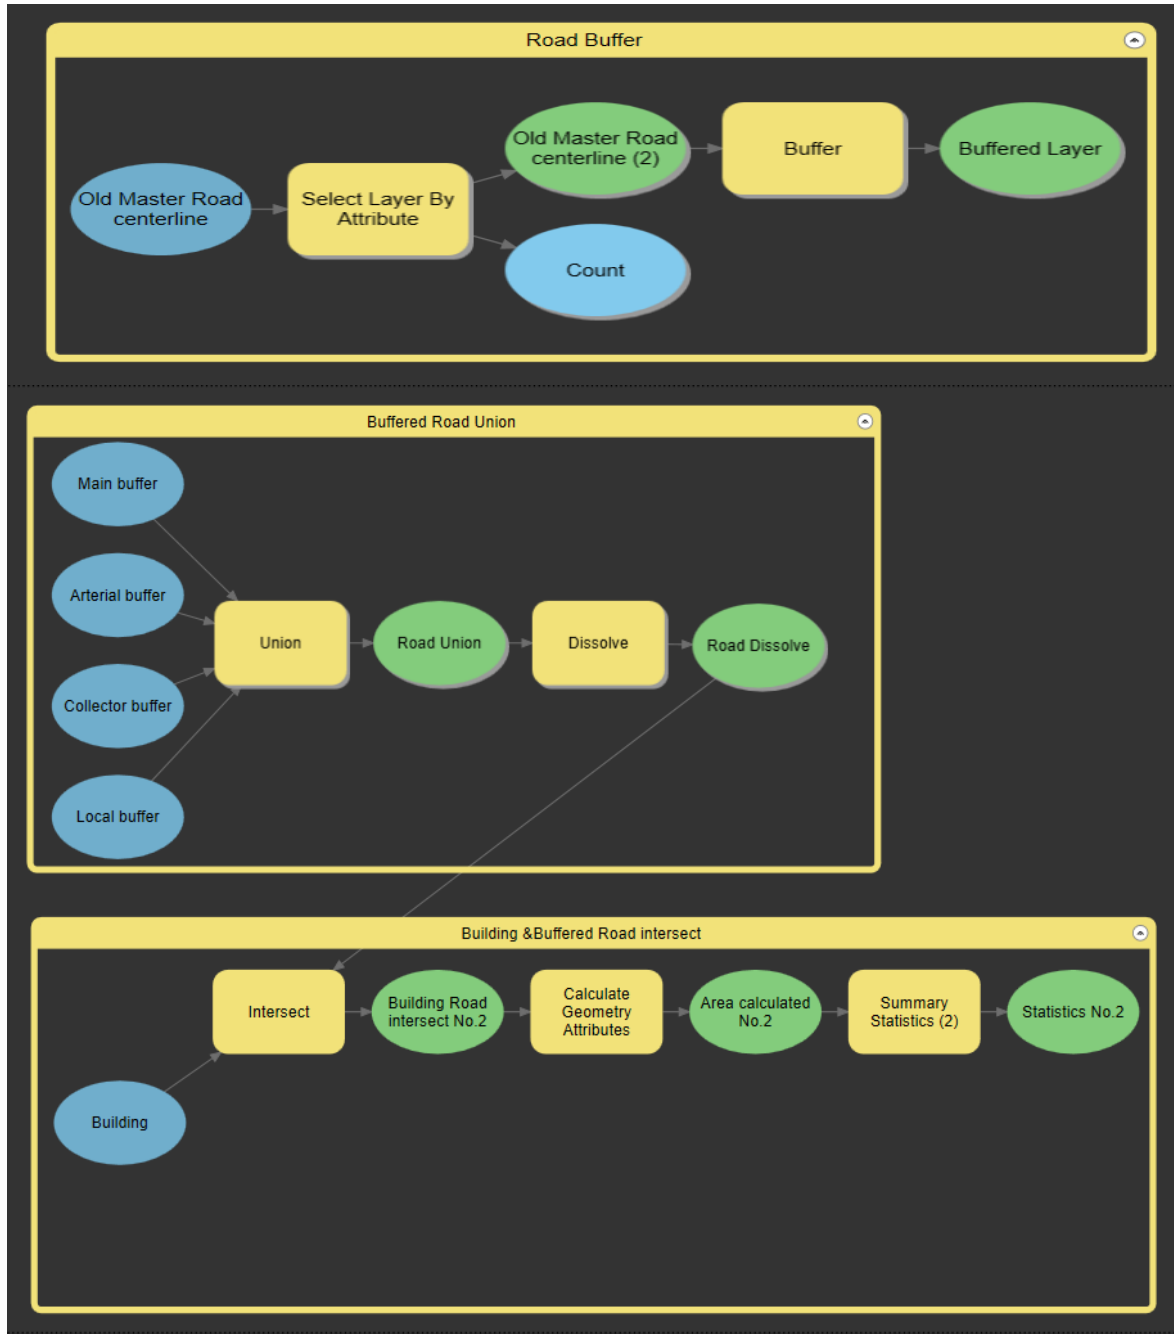 Road Buffer
Old Master Road
centerline
Select Layer By
Attribute
Old Master Road
centerline (2)
Count
Buffer
Buffered Layer
Buffered Road Union
Main buffer
Arterial buffer
Collector buffer
Local buffer
Union
Road Union
Dissolve
Road Dissolve
Building &Buffered Road intersect
Building
Intersect
Building Road
intersect No.2
Calculate
Geometry
Attributes
Area calculated
No.2
Summary
Statistics (2)
Statistics No.2